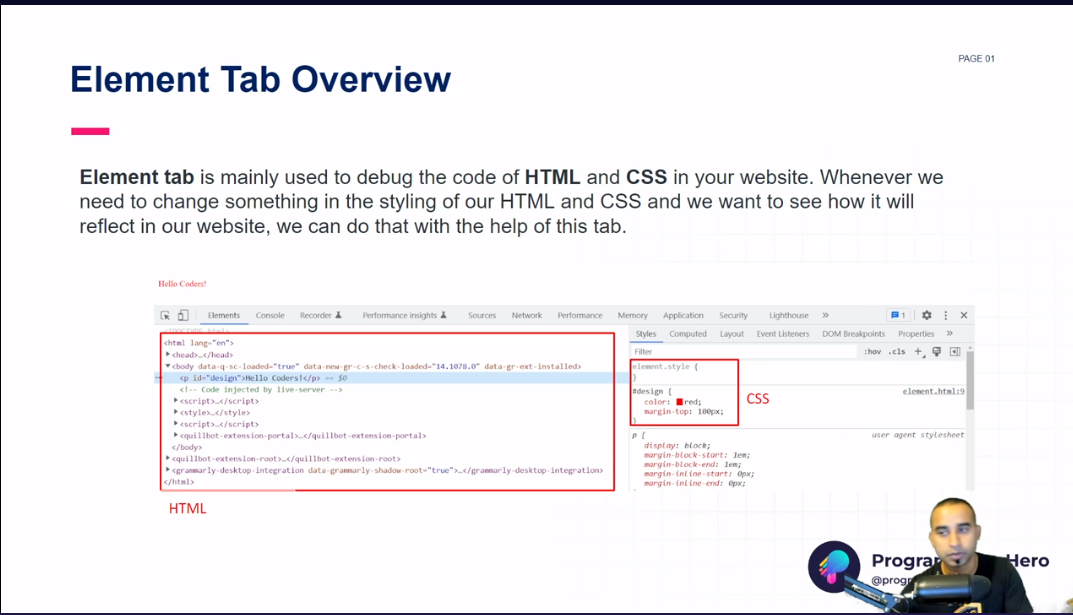 PAGE 01
Element Tab Overview
Element tab is mainly used to debug the code of HTML and CSS in your website. Whenever we
need to change something in the styling of our HTML and CSS and we want to see how it will
reflect in our website, we can do that with the help of this tab.
Hello Coders!
Elements Console Recorder Performance insights Sources Network Performance Memory Application Security Lighthouse » 1
<!DOCTYPE html>
<html lang="en">
<head>…</head>
<body data-q-sc-loaded="true" data-new-gr-c-s-check-loaded="14.1078.0" data-gr-ext-installed>
<p id="design">Hello Coders!</p> == $0
<!-- Code injected by live-server -->
<script>…</script>
<style>…</style>
<script>…</script>
<quillbot-extension-portal>…</quillbot-extension-portal>
</body>
<quillbot-extension-root>…</quillbot-extension-root>
<grammarly-desktop-integration data-grammarly-shadow-root="true">…</grammarly-desktop-integration>
</html>
HTML
Styles Computed Layout Event Listeners DOM Breakpoints Properties »
Filter :hov .cls +
element.style {
}
#design { element.html:9
color: red;
margin-top: 100px;
}
CSS
p { user agent stylesheet
display: block;
margin-block-start: 1em;
margin-block-end: 1em;
margin-inline-start: 0px;
margin-inline-end: 0px;
Hero